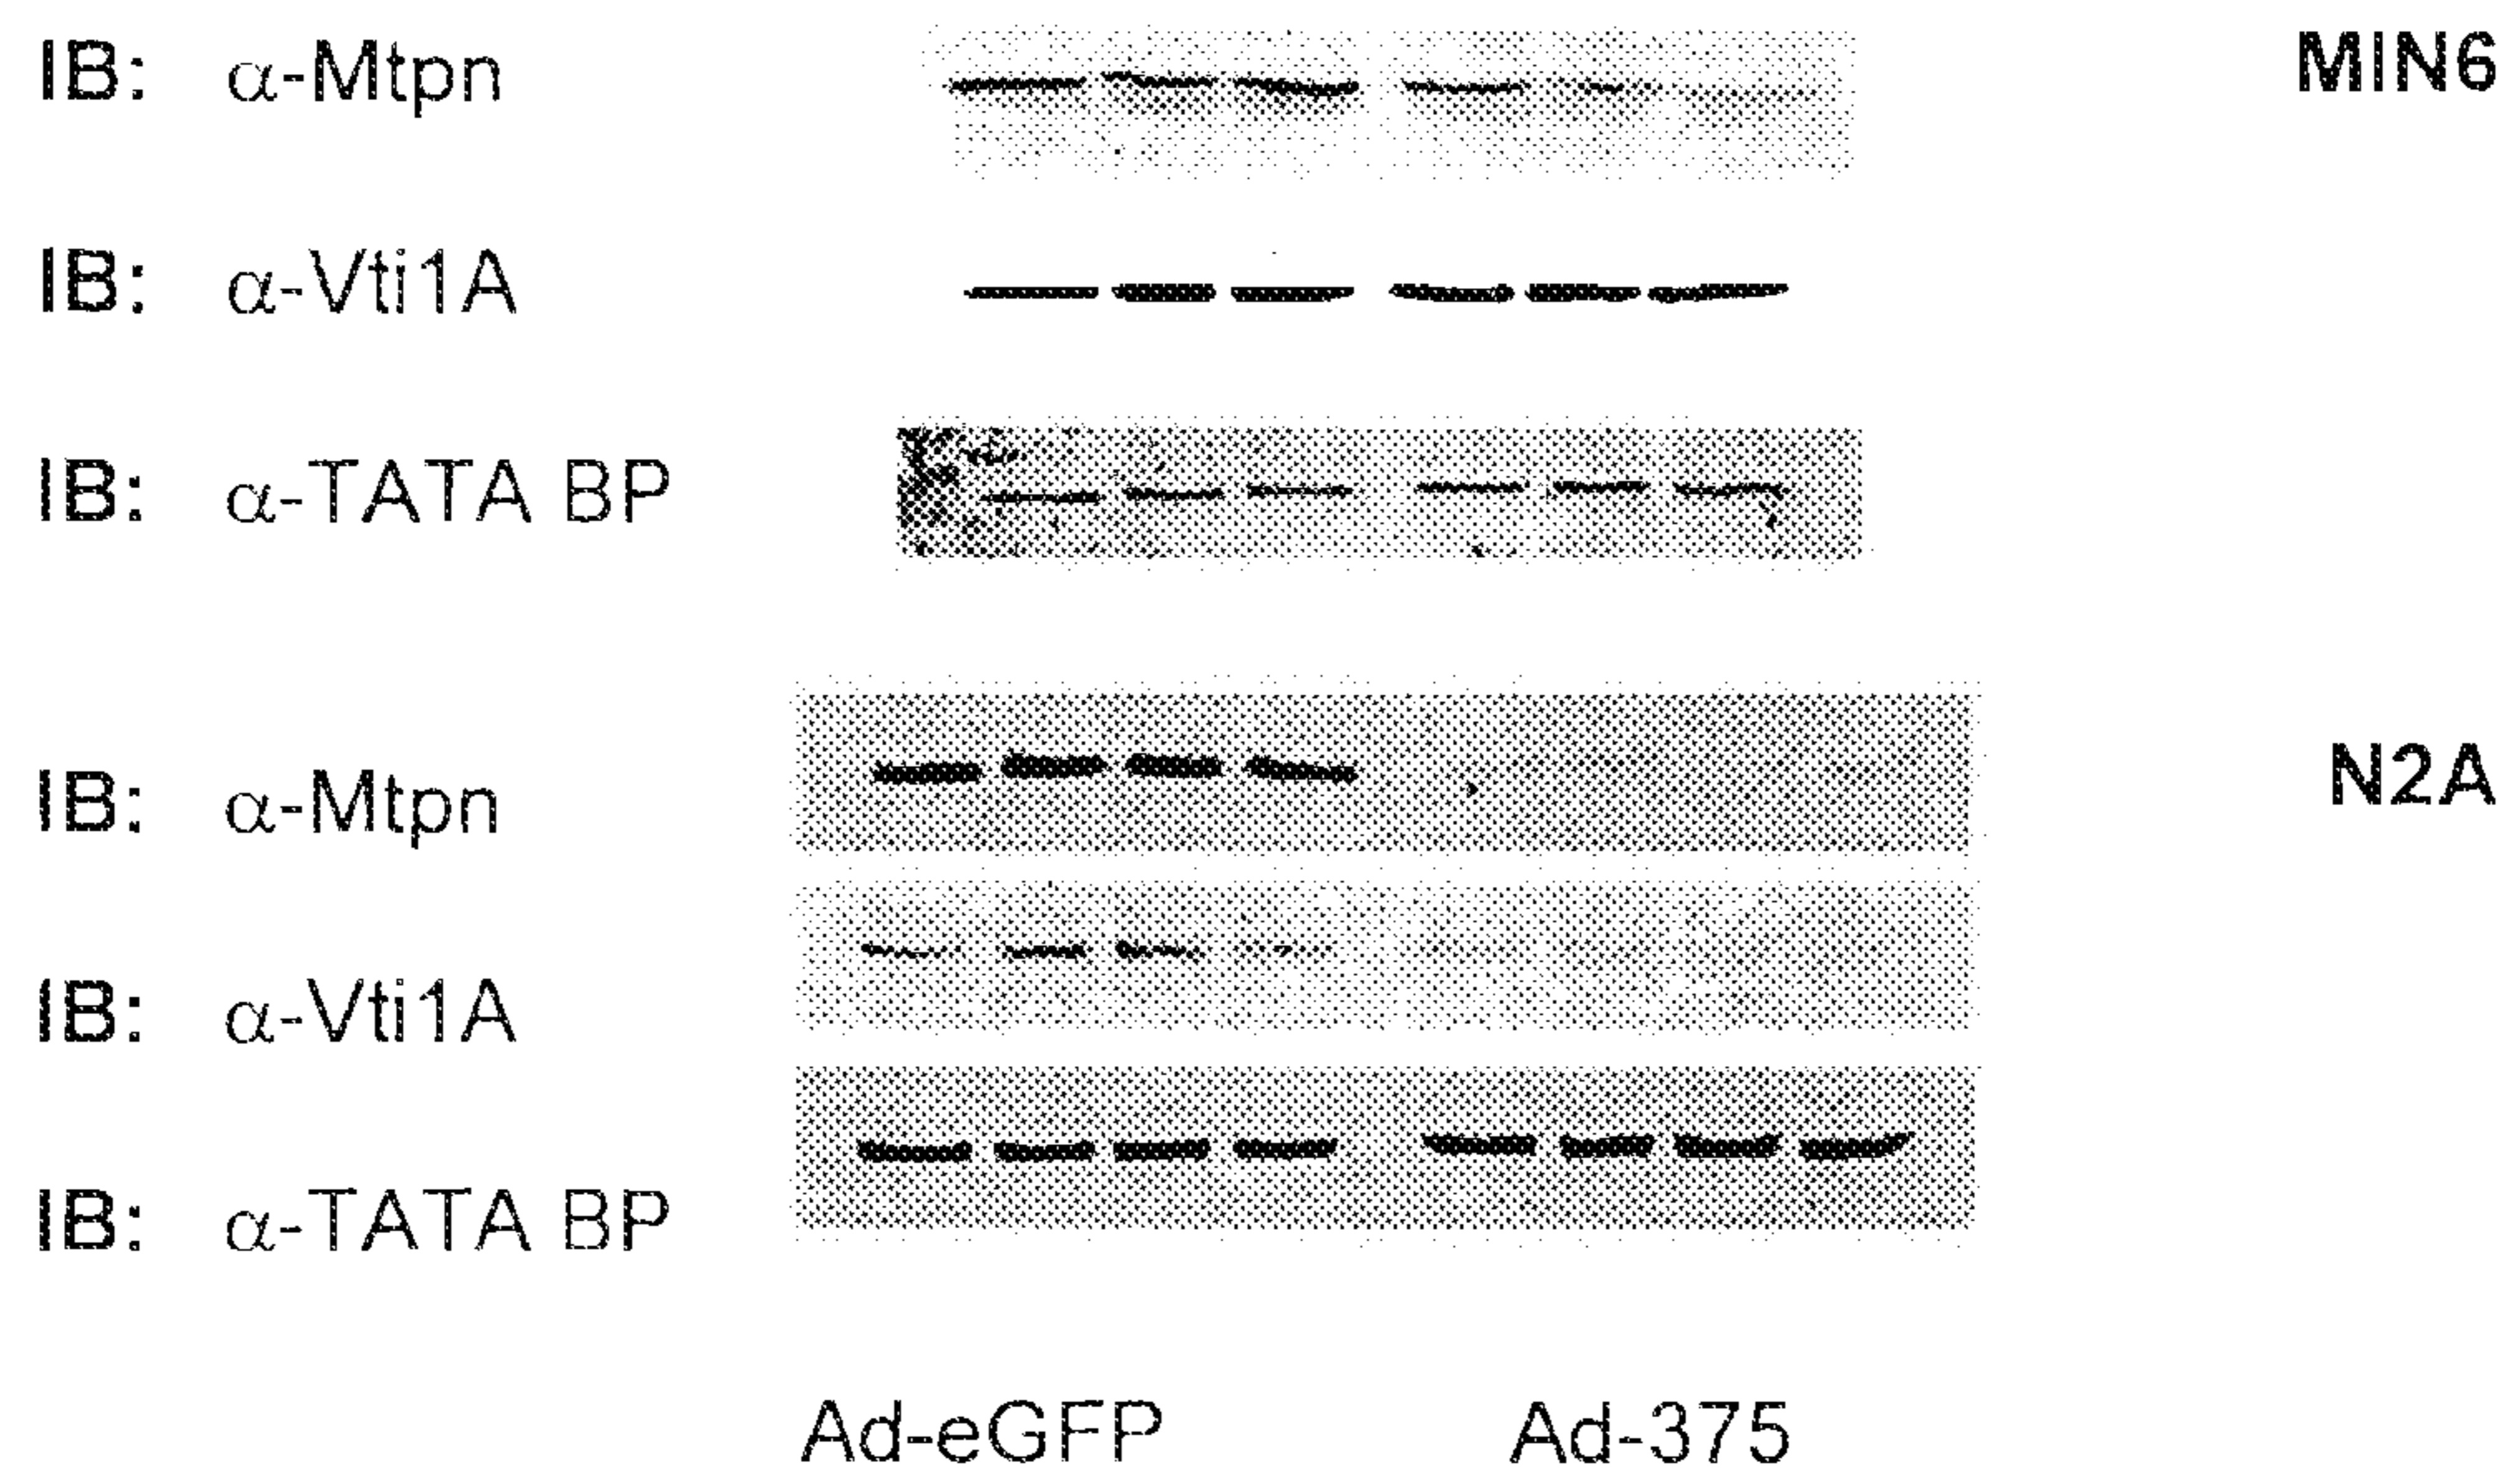 IB: α-Mtpn MIN6
IB: α-Vti1A
IB: α-TATA BP
IB: α-Mtpn N2A
IB: α-Vti1A
IB: α-TATA BP
Ad-eGFP Ad-375